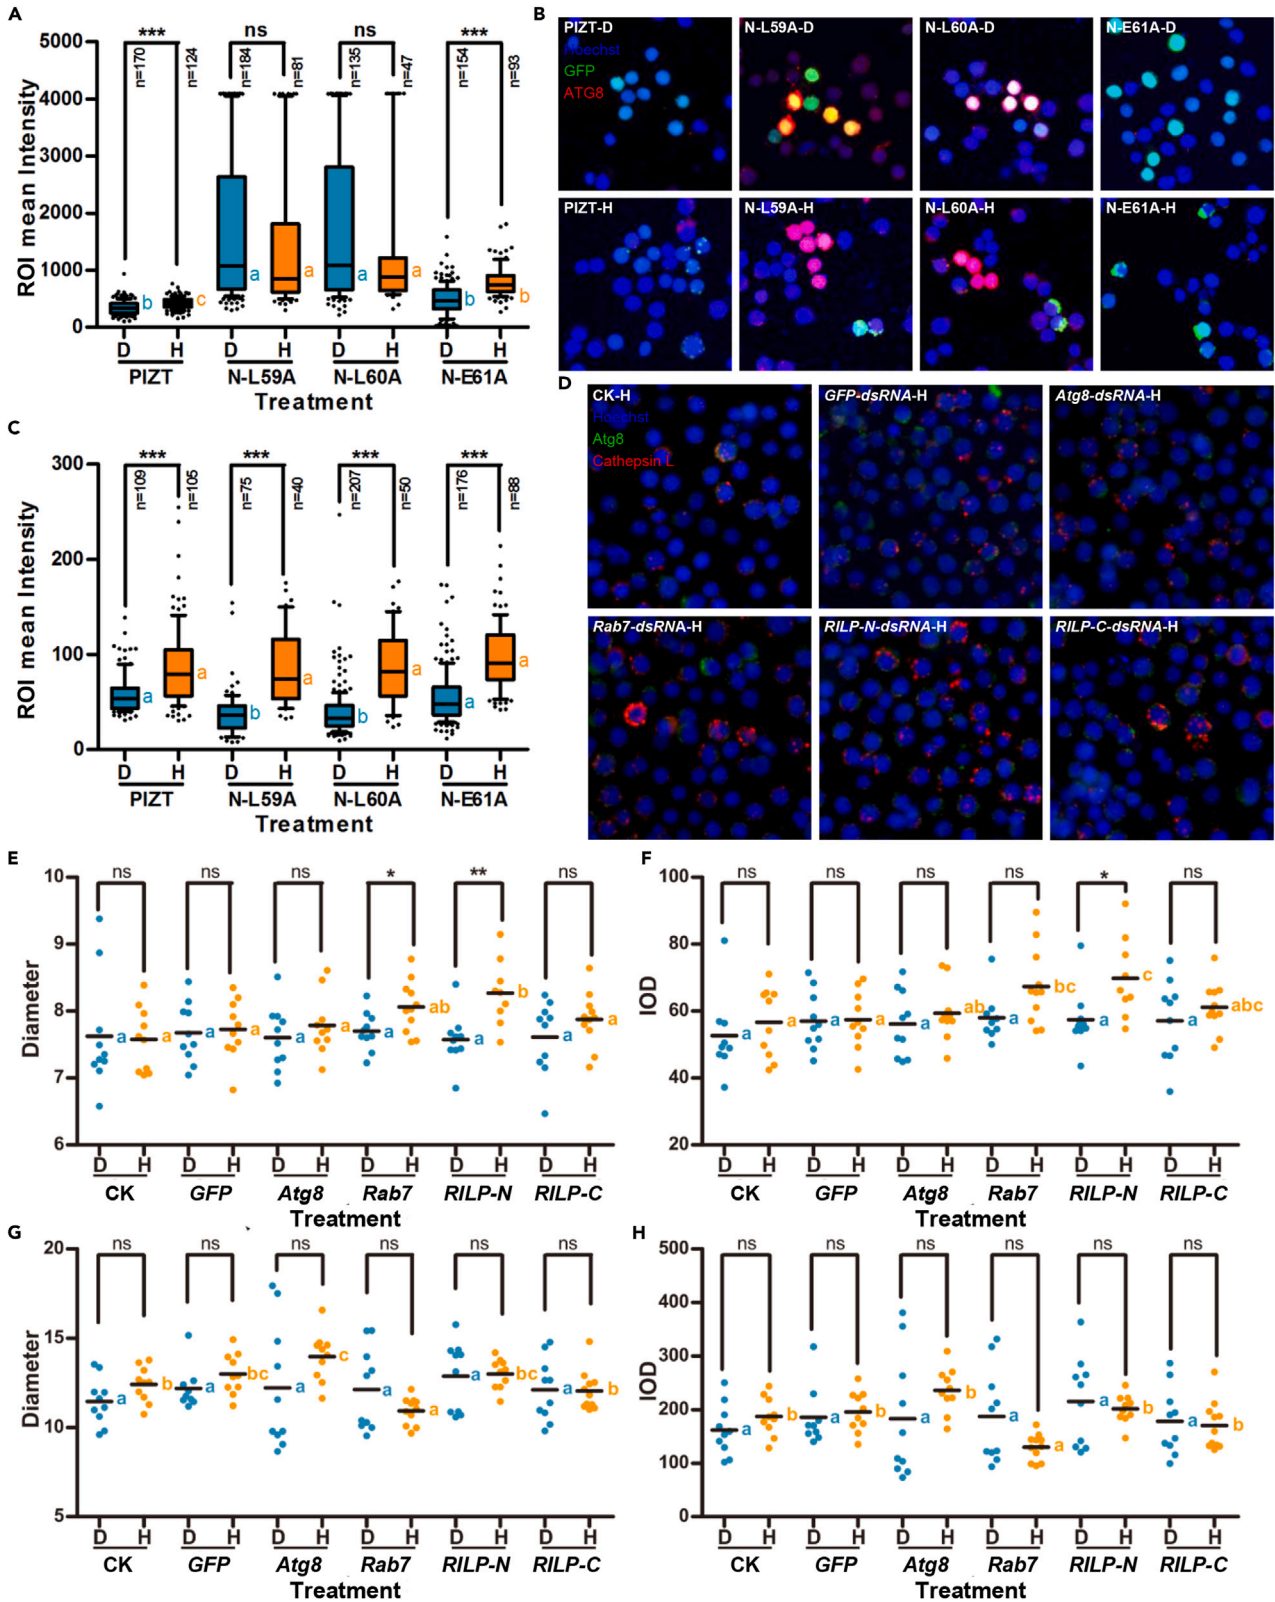 A
*** ns ns ***
n=170 n=124 n=184 n=81 n=135 n=47 n=154 n=93
5000
4000
3000
2000
1000
0
ROI mean Intensity
b c a a a a b b
D H D H D H D H
PIZT N-L59A N-L60A N-E61A
Treatment
B
PIZT-D
Hoechst
GFP
ATG8
N-L59A-D
N-L60A-D
N-E61A-D
PIZT-H
N-L59A-H
N-L60A-H
N-E61A-H
C
*** *** *** ***
n=109 n=105 n=75 n=40 n=207 n=50 n=176 n=88
300
200
100
0
ROI mean Intensity
a a b a b a a a
D H D H D H D H
PIZT N-L59A N-L60A N-E61A
Treatment
D
CK-H
Hoechst
Atg8
Cathepsin L
GFP-dsRNA-H
Atg8-dsRNA-H
Rab7-dsRNA-H
RILP-N-dsRNA-H
RILP-C-dsRNA-H
E
ns ns ns * ** ns
10
9
8
7
6
Diameter
a a a a a a a ab a b a a
D H D H D H D H D H D H
CK GFP Atg8 Rab7 RILP-N RILP-C
Treatment
F
ns ns ns ns * ns
100
80
60
40
20
IOD
a a a a a ab a bc a c a abc
D H D H D H D H D H D H
CK GFP Atg8 Rab7 RILP-N RILP-C
Treatment
G
ns ns ns ns ns ns
20
15
10
5
Diameter
a b a bc a c a a a bc a b
D H D H D H D H D H D H
CK GFP Atg8 Rab7 RILP-N RILP-C
Treatment
H
ns ns ns ns ns ns
500
400
300
200
100
0
IOD
a b a b a b a a a b a b
D H D H D H D H D H D H
CK GFP Atg8 Rab7 RILP-N RILP-C
Treatment